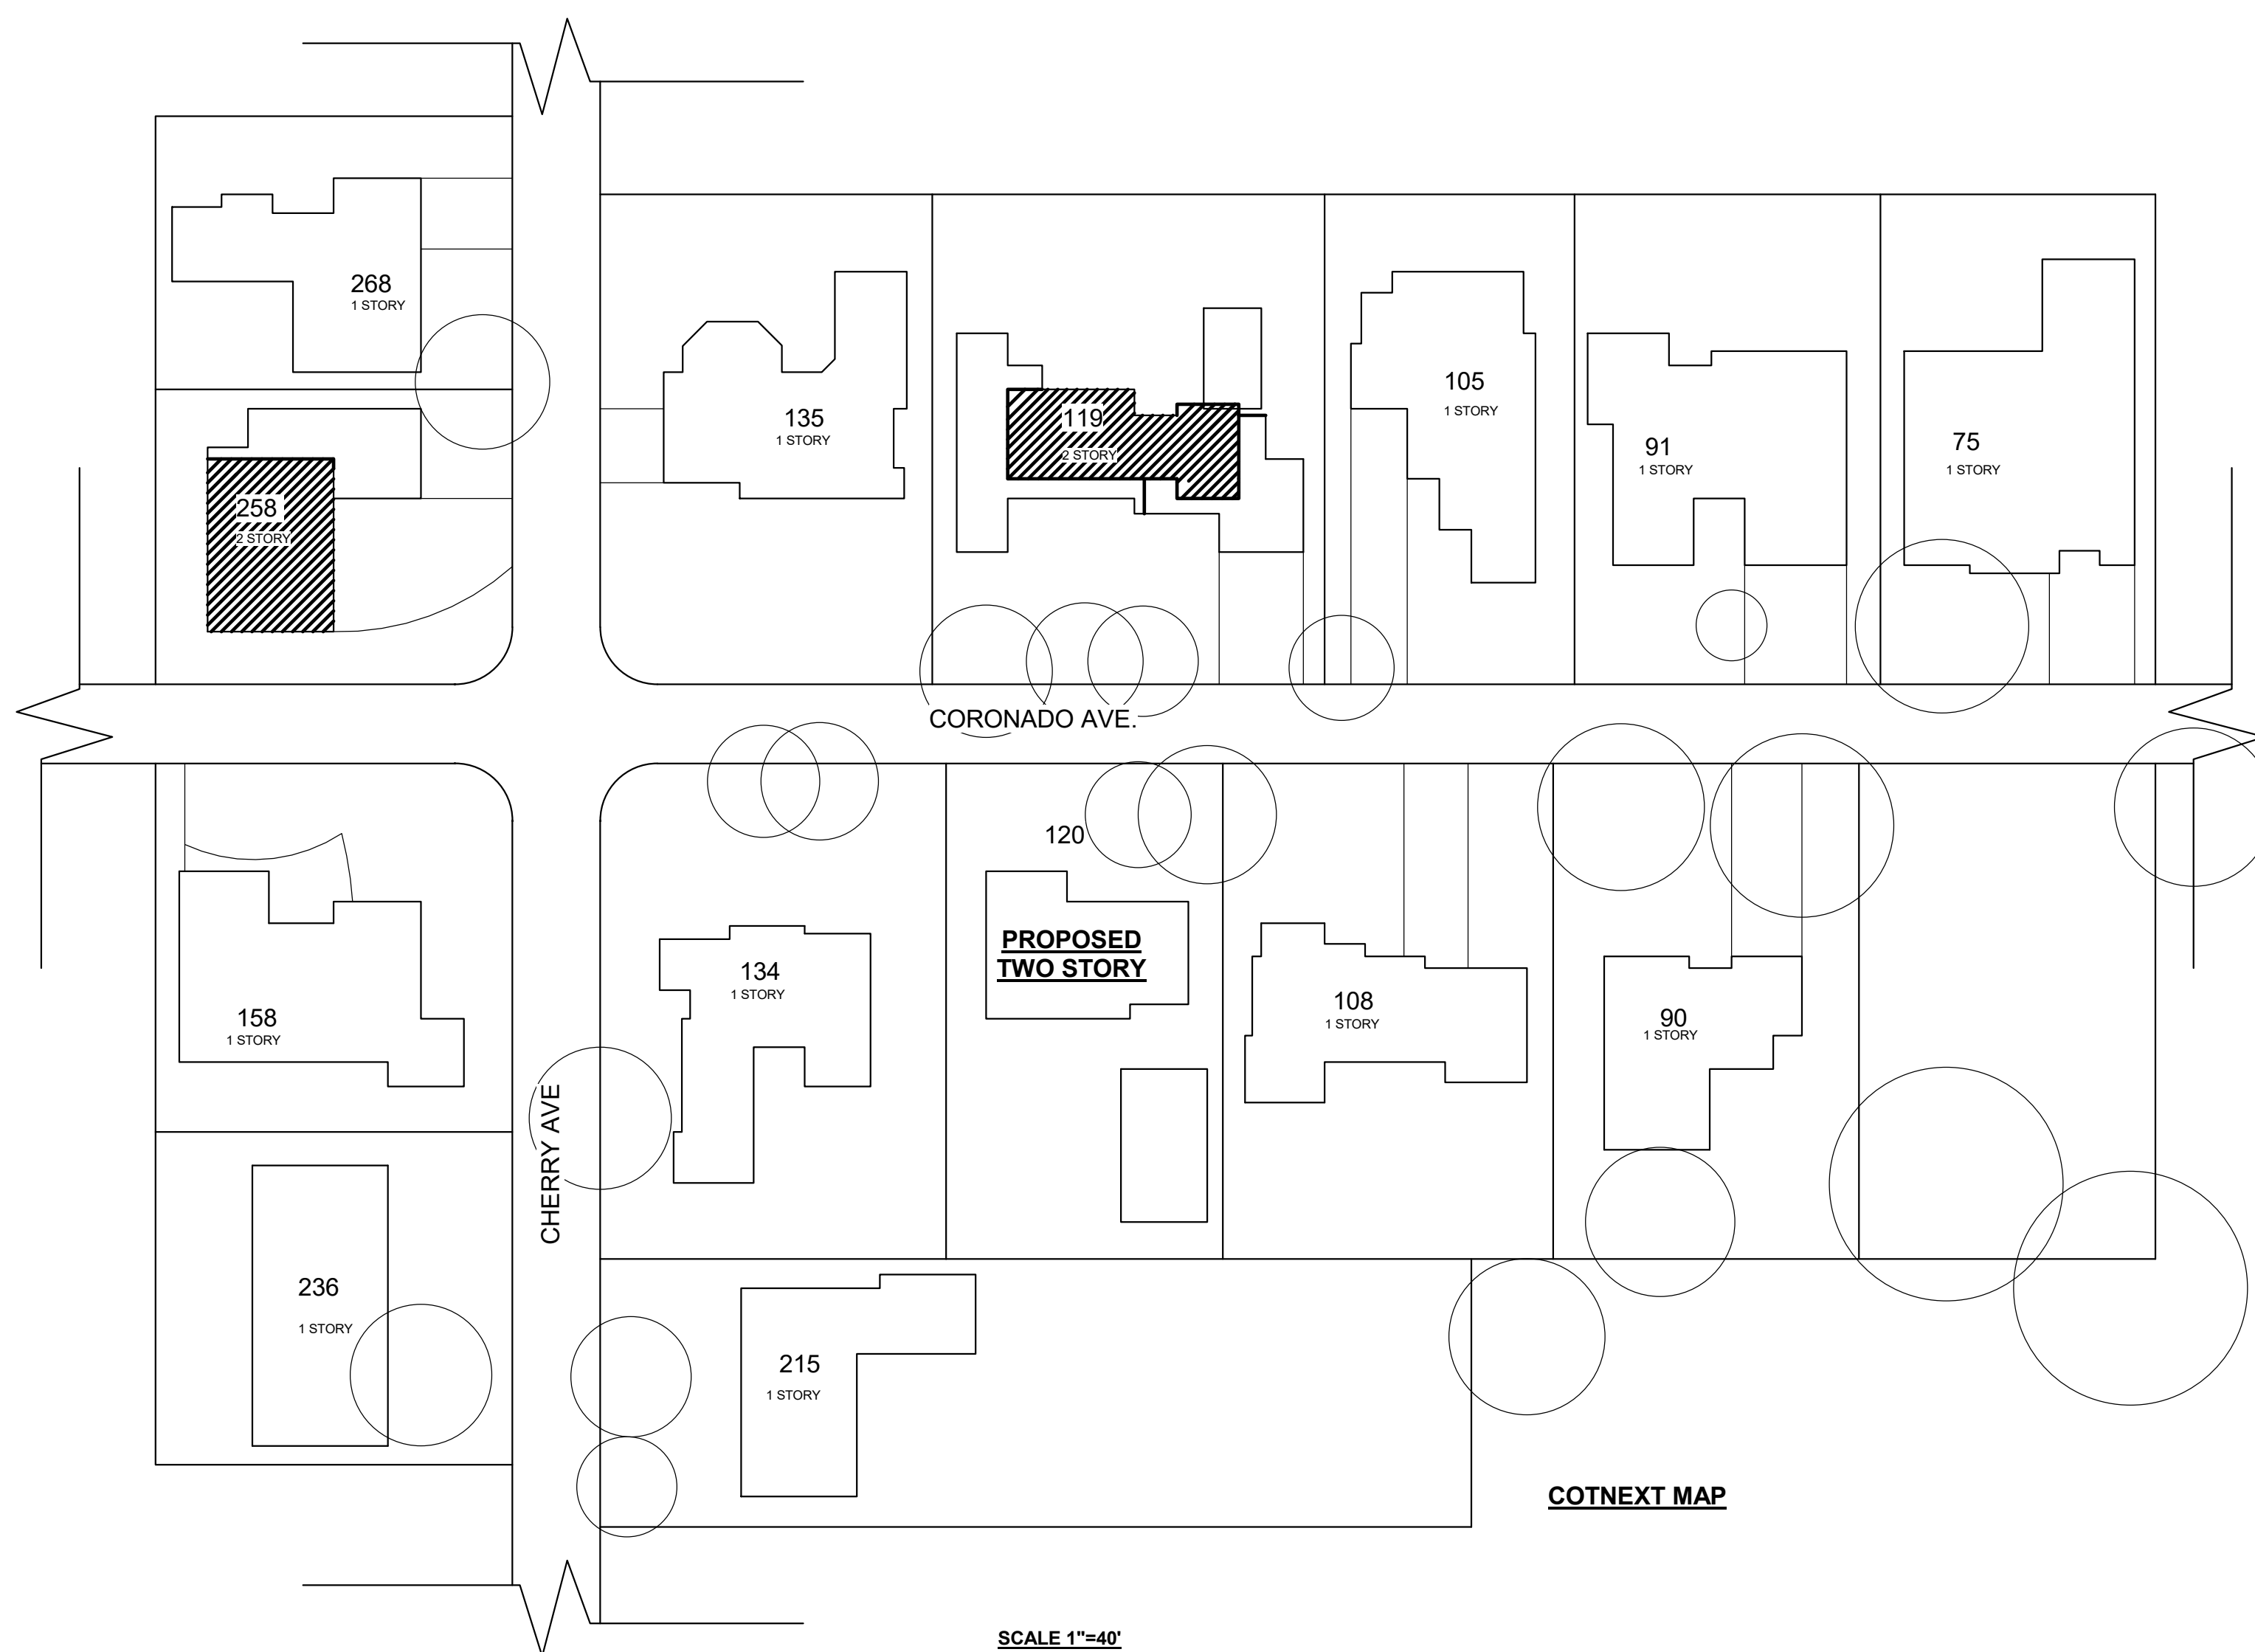 268
1 STORY
258
2 STORY
135
1 STORY
119
2 STORY
105
1 STORY
91
1 STORY
75
1 STORY
CORONADO AVE.
158
1 STORY
134
1 STORY
120
PROPOSED
TWO STORY
108
1 STORY
90
1 STORY
CHERRY AVE
236
1 STORY
215
1 STORY
COTNEXT MAP
SCALE 1"=40'